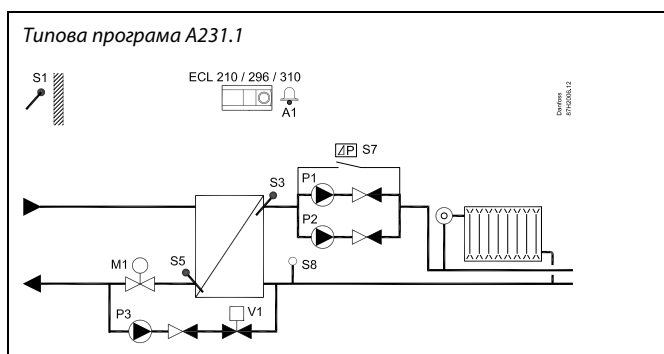 Типова програма A231.1
S1
ECL 210 / 296 / 310
A1
Danfoss
87H2006.12
P S7
P1
S3
P2
M1
S5
S8
P3
V1